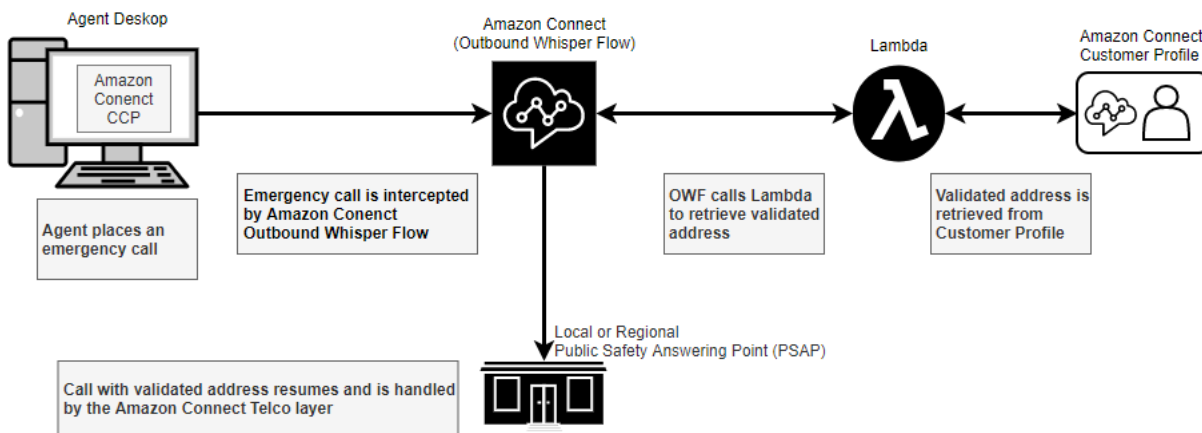 Agent Deskop
Amazon Connect
(Outbound Whisper Flow)
Lambda
Amazon Connect
Customer Profile
Amazon
Conenct
CCP
Agent places an
emergency call
Emergency call is intercepted
by Amazon Conenct
Outbound Whisper Flow
OWF calls Lambda
to retrieve validated
address
Validated address is
retrieved from
Customer Profile
Local or Regional
Public Safety Answering Point (PSAP)
Call with validated address resumes and is handled
by the Amazon Connect Telco layer